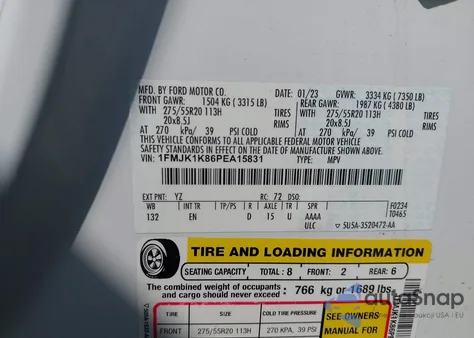 MFD. BY FORD MOTOR CO.
01/23 GVWR: 3334 KG (7350 LB)
FRONT GAWR: 1504 KG (3315 LB)
REAR GAWR: 1987 KG (4380 LB)
275/55R20 113H TIRES 275/55R20 113H TIRES
20x8.5J RIMS 20x8.5J RIMS
AT 270 kPa/ 39 PSI COLD AT 270 kPa/ 39 PSI COLD
THIS VEHICLE CONFORMS TO ALL APPLICABLE FEDERAL MOTOR VEHICLE
SAFETY STANDARDS IN EFFECT ON THE DATE OF MANUFACTURE SHOWN ABOVE.
VIN: 1FMJK1K86PEA15831 TYPE: MPV
EXT PNT: YZ RC: 72 DSO:
WB INT TR TP/PS R AXLE TR SPR F0234
132 EN D 15 U AAAA T0465
ULC 5U5A-3520472-AA
TIRE AND LOADING INFORMATION
SEATING CAPACITY TOTAL: 8 FRONT: 2 REAR: 6
The combined weight of occupants
and cargo should never exceed: 766 kg or 1689 lbs.
TIRE SIZE COLD TIRE PRESSURE SEE OWNERS
FRONT 275/55R20 113H 270 KPA, 39 PSI MANUAL FOR
autoSnap